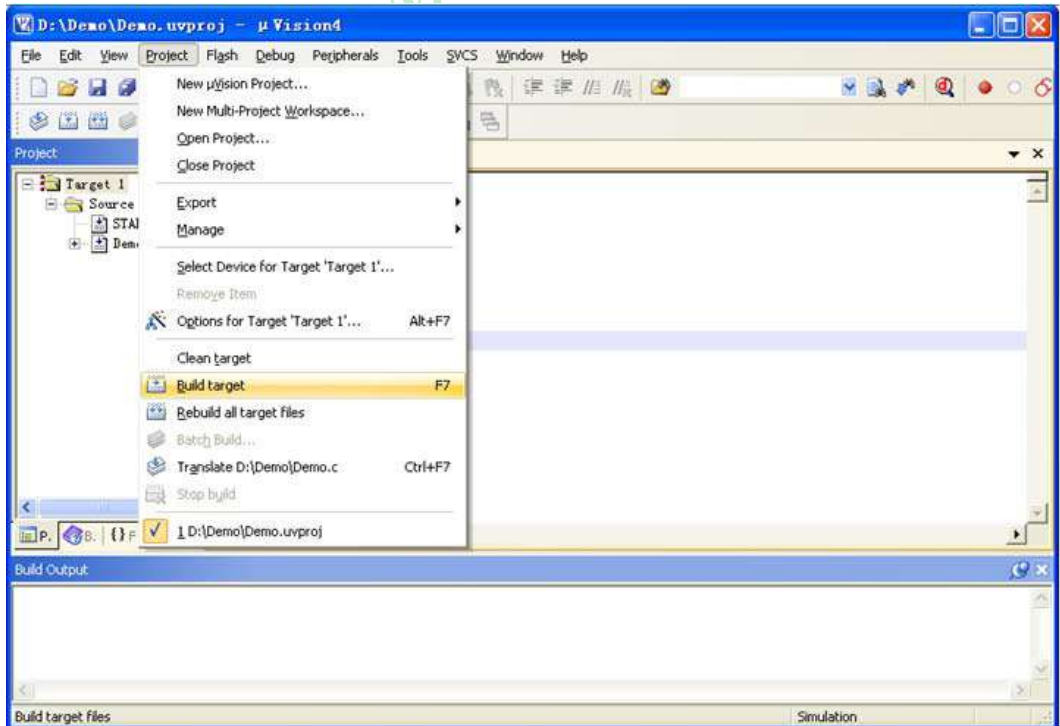 D:\Demo\Demo.uvproj - μVision4
File Edit View Project Flash Debug Peripherals Tools SVCS Window Help
New μVision Project...
New Multi-Project Workspace...
Open Project...
Close Project
Export
Manage
Select Device for Target 'Target 1'...
Remove Item
Options for Target 'Target 1'... Alt+F7
Clean target
Build target F7
Rebuild all target files
Batch Build...
Translate D:\Demo\Demo.c Ctrl+F7
Stop build
1 D:\Demo\Demo.uvproj
Project
Target 1
Source
STA
Dem
P. B. {} F
Build Output
Build target files Simulation